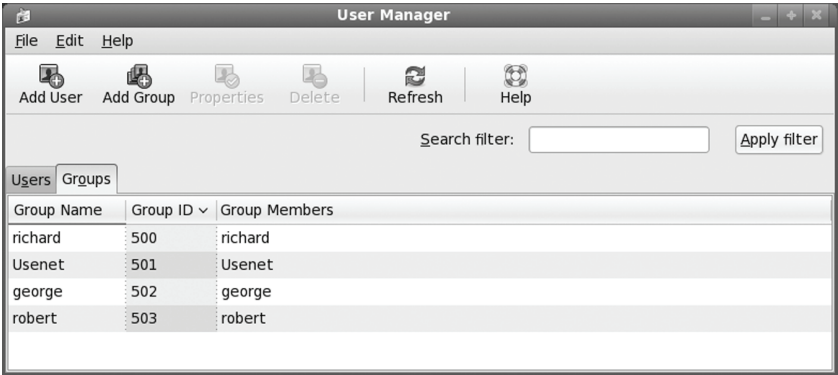 User Manager
File Edit Help
Add User Add Group Properties Delete Refresh Help
Search filter: Apply filter
Users Groups
Group Name Group ID Group Members
richard 500 richard
Usenet 501 Usenet
george 502 george
robert 503 robert